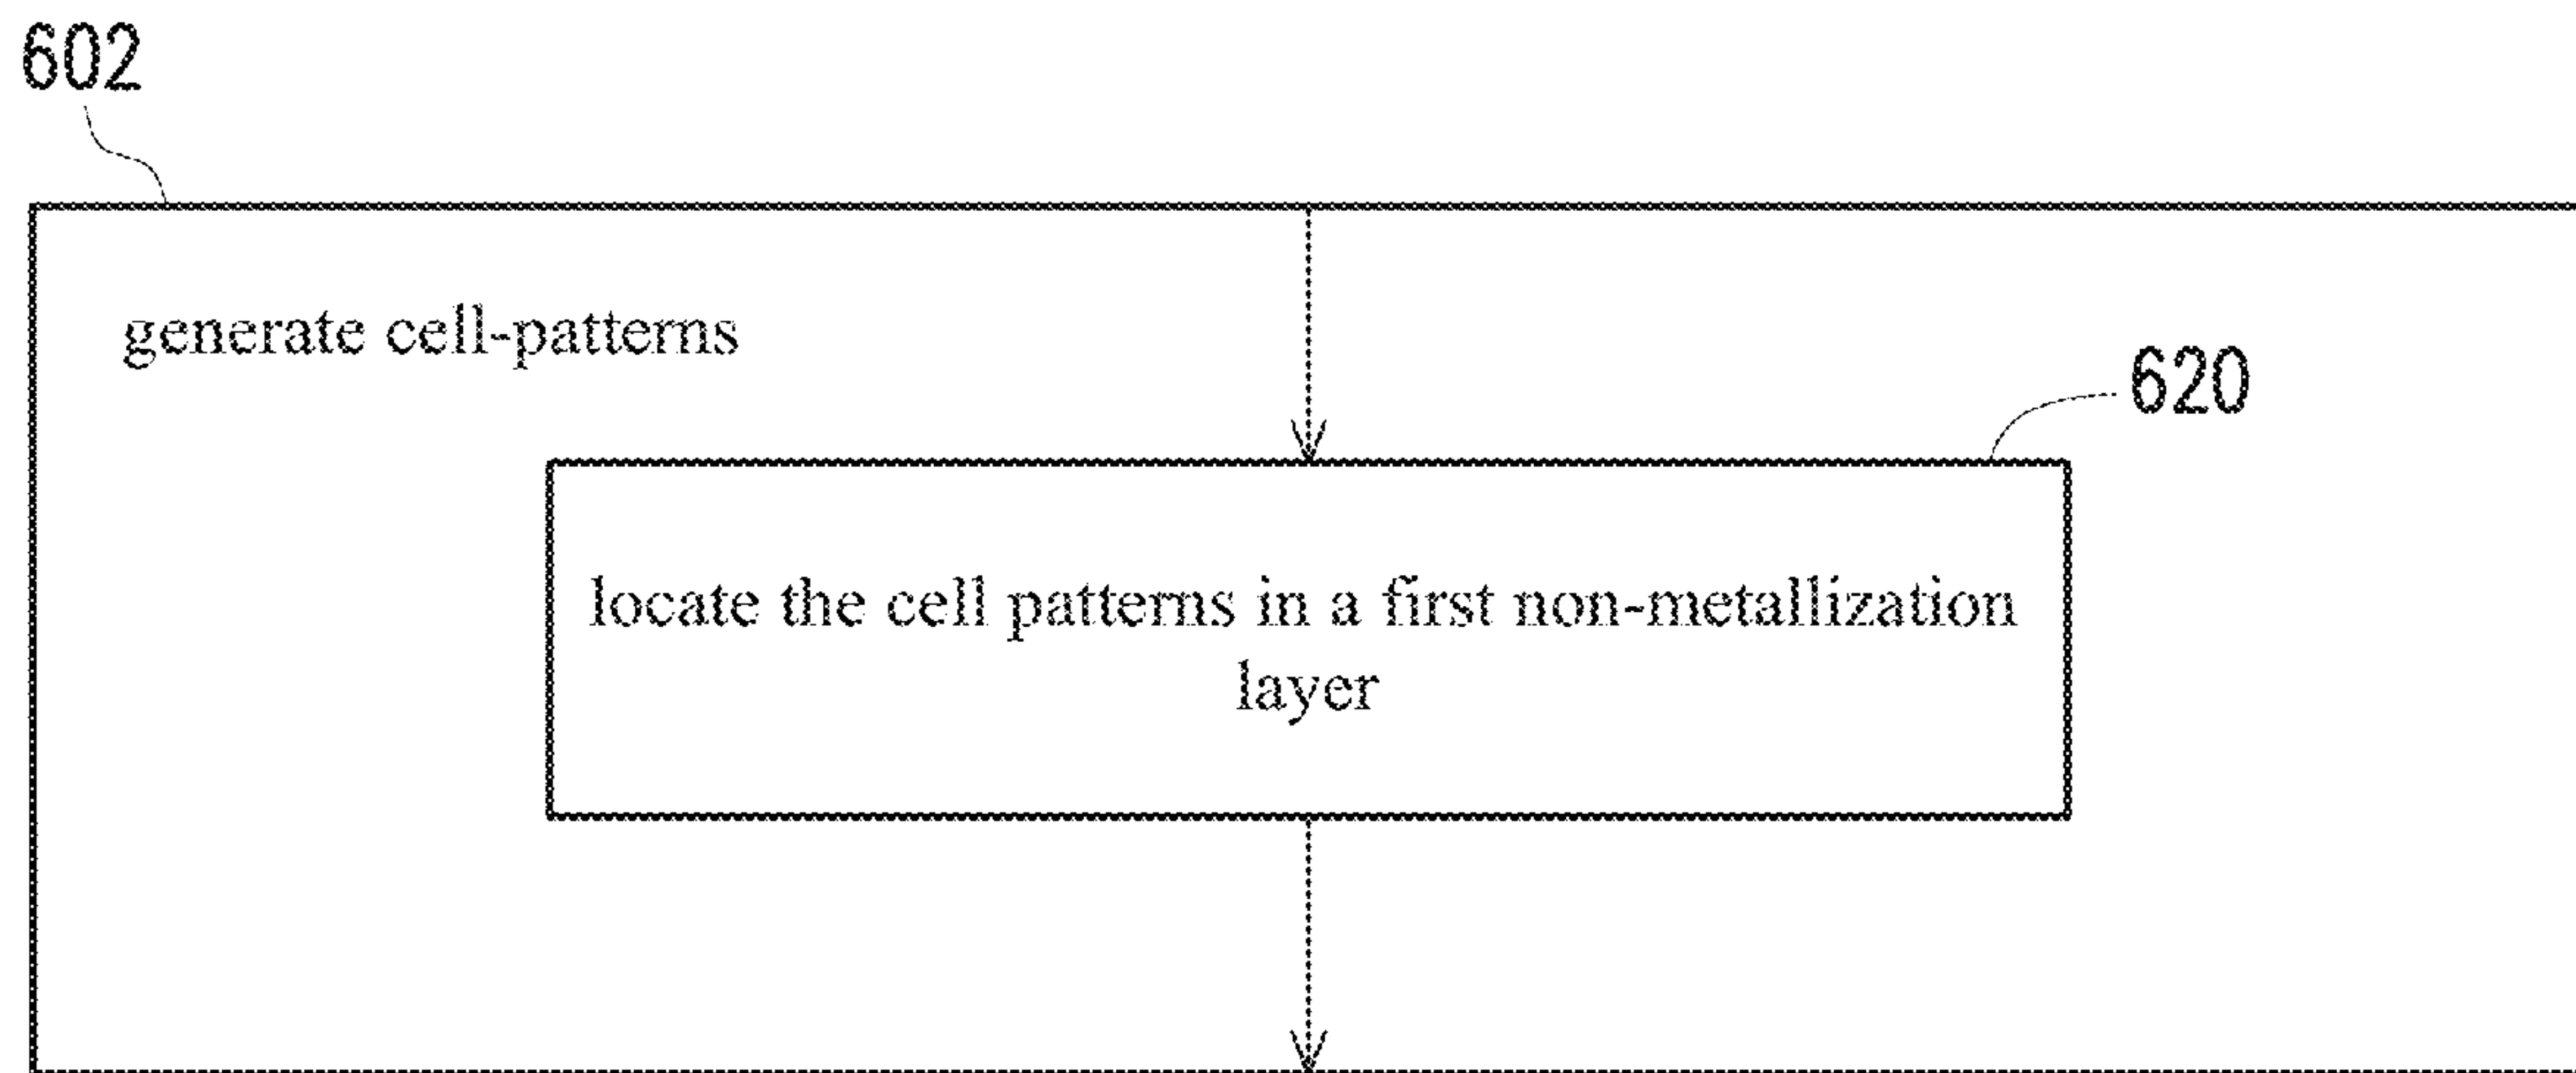 602
generate cell-patterns
620
locate the cell patterns in a first non-metallization
layer